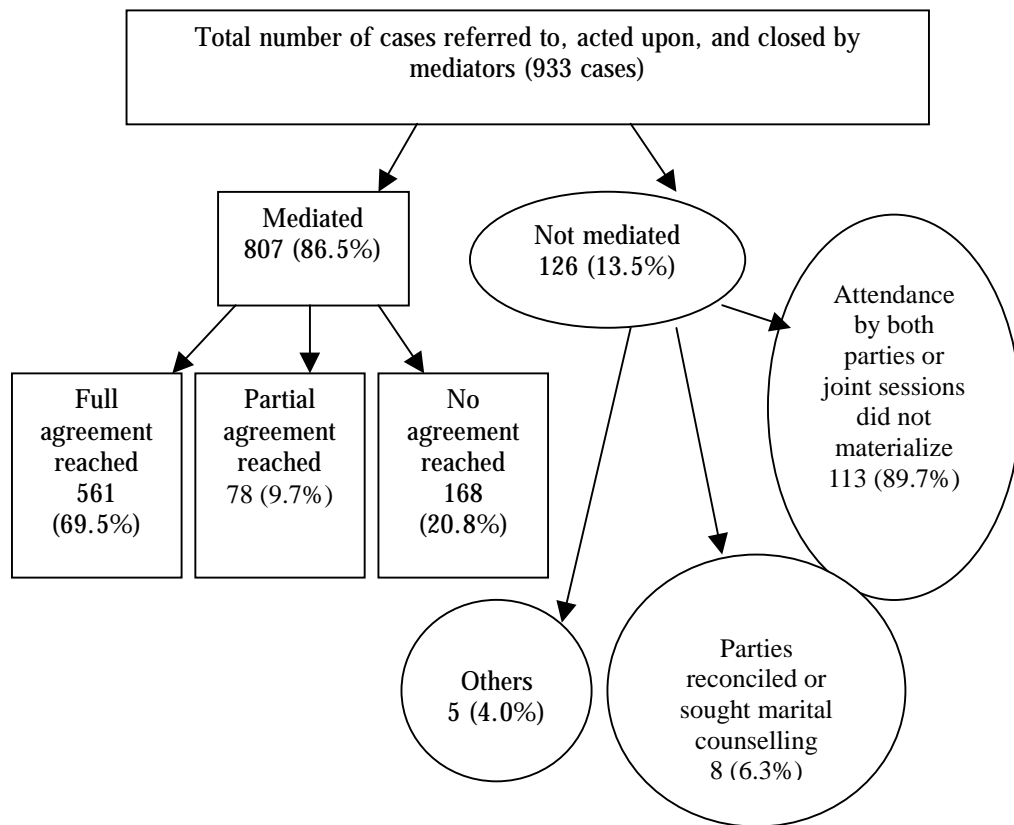 Total number of cases referred to, acted upon, and closed by
mediators (933 cases)
Mediated
807 (86.5%)
Not mediated
126 (13.5%)
Full
agreement
reached
561
(69.5%)
Partial
agreement
reached
78 (9.7%)
No
agreement
reached
168
(20.8%)
Attendance
by both
parties or
joint sessions
did not
materialize
113 (89.7%)
Others
5 (4.0%)
Parties
reconciled or
sought marital
counselling
8 (6.3%)